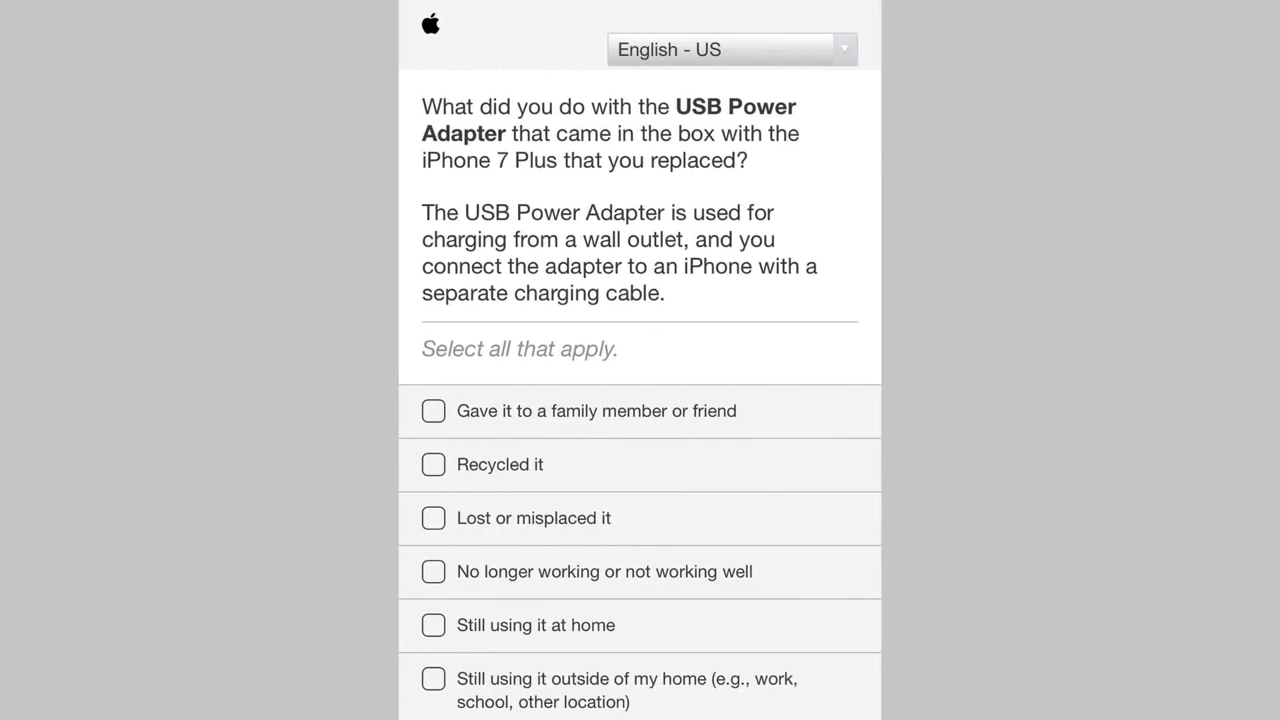 English - US
What did you do with the USB Power
Adapter that came in the box with the
iPhone 7 Plus that you replaced?
The USB Power Adapter is used for
charging from a wall outlet, and you
connect the adapter to an iPhone with a
separate charging cable.
Select all that apply.
Gave it to a family member or friend
Recycled it
Lost or misplaced it
No longer working or not working well
Still using it at home
Still using it outside of my home (e.g., work,
school, other location)